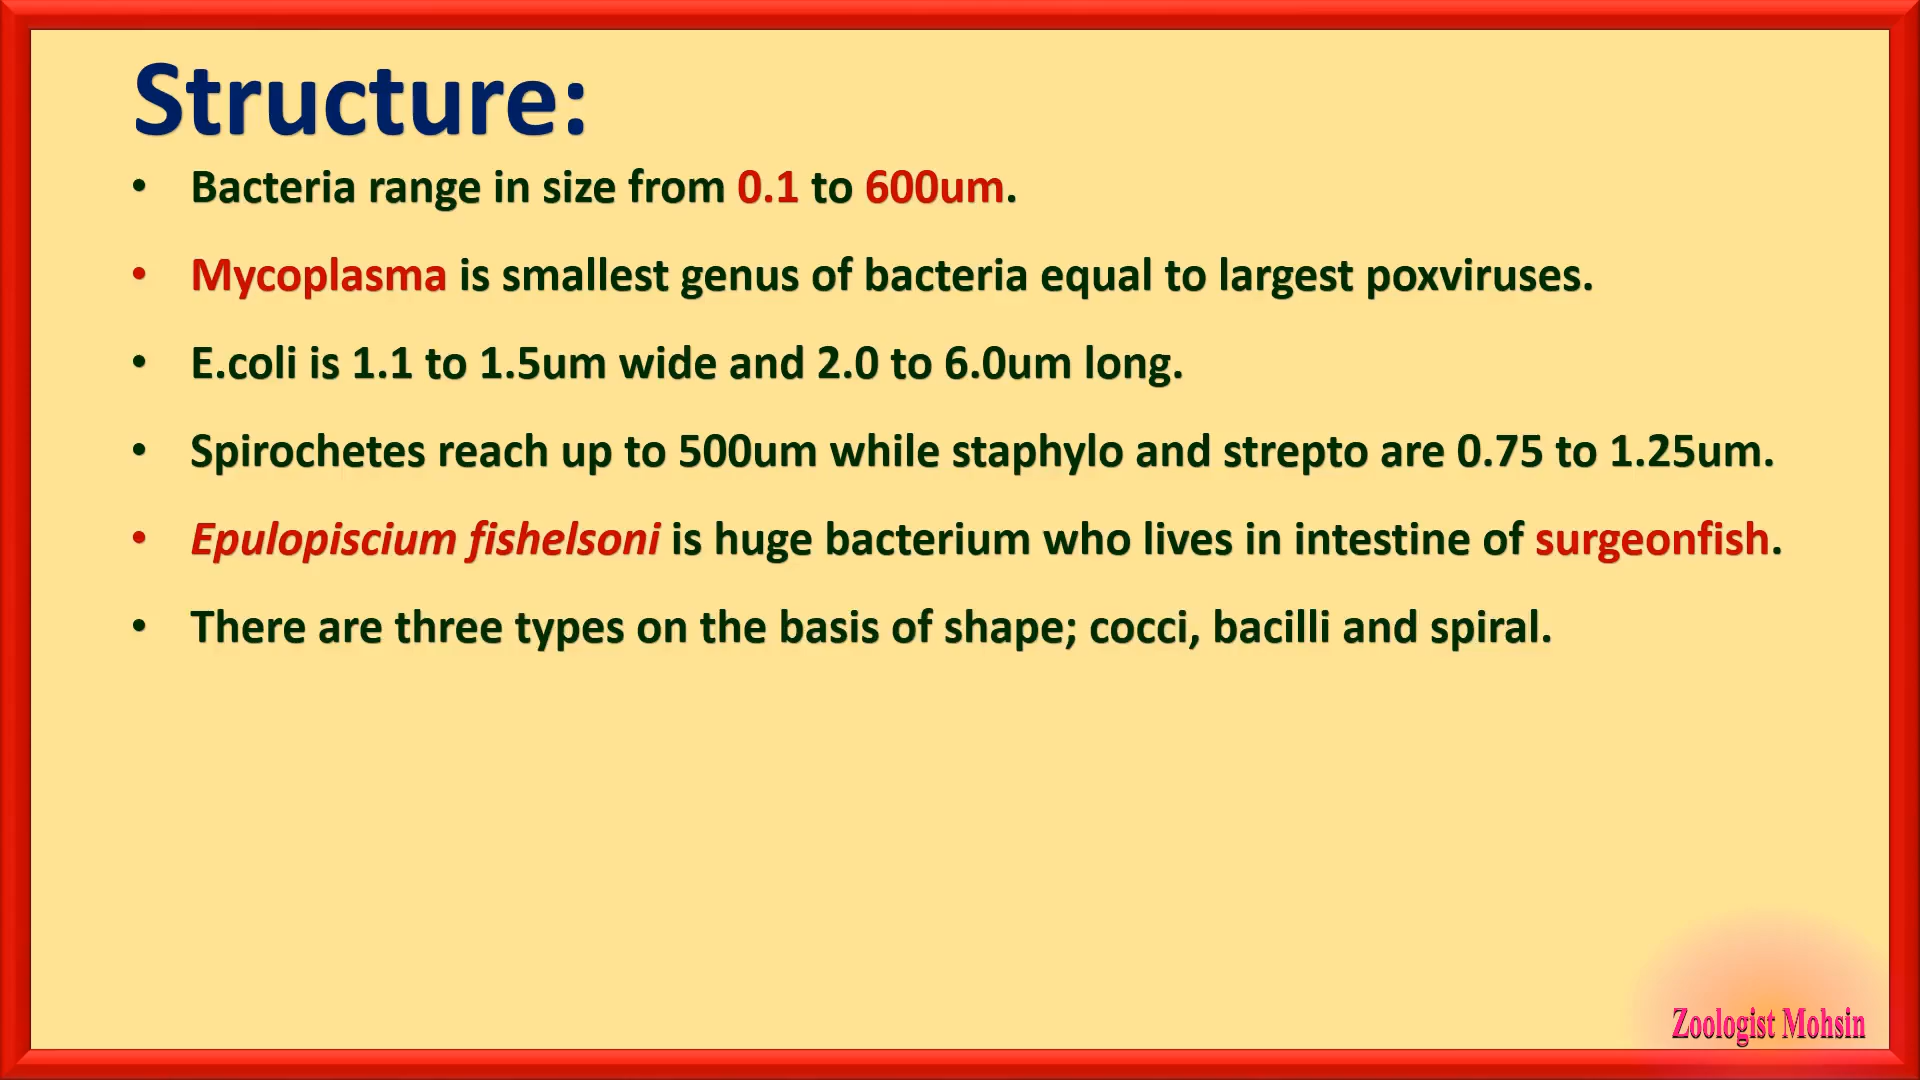 Structure:
• Bacteria range in size from 0.1 to 600um.
• Mycoplasma is smallest genus of bacteria equal to largest poxviruses.
• E.coli is 1.1 to 1.5um wide and 2.0 to 6.0um long.
• Spirochetes reach up to 500um while staphylo and strepto are 0.75 to 1.25um.
• Epulopiscium fishelsoni is huge bacterium who lives in intestine of surgeonfish.
• There are three types on the basis of shape; cocci, bacilli and spiral.
Zoologist Mohsin